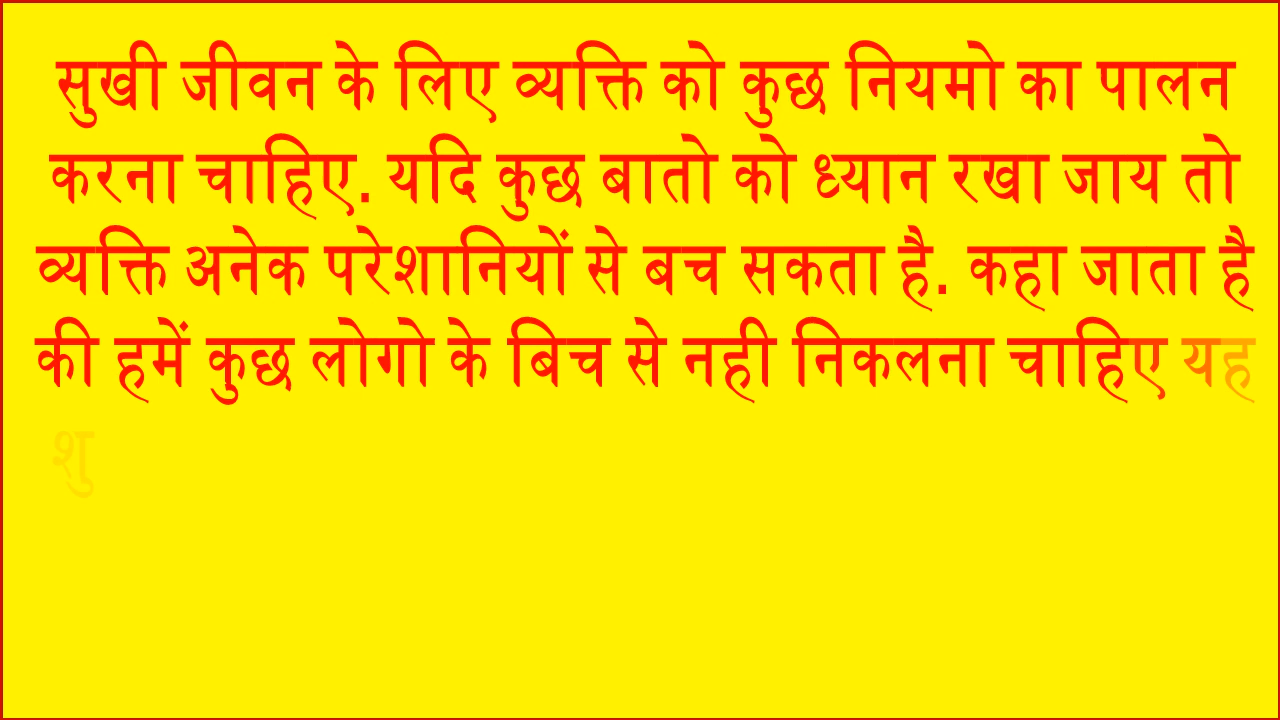 सुखी जीवन के लिए व्यक्ति को कुछ नियमो का पालन
करना चाहिए. यदि कुछ बातो को ध्यान रखा जाय तो
व्यक्ति अनेक परेशानियों से बच सकता है. कहा जाता है
की हमें कुछ लोगो के बिच से नही निकलना चाहिए यह
शु